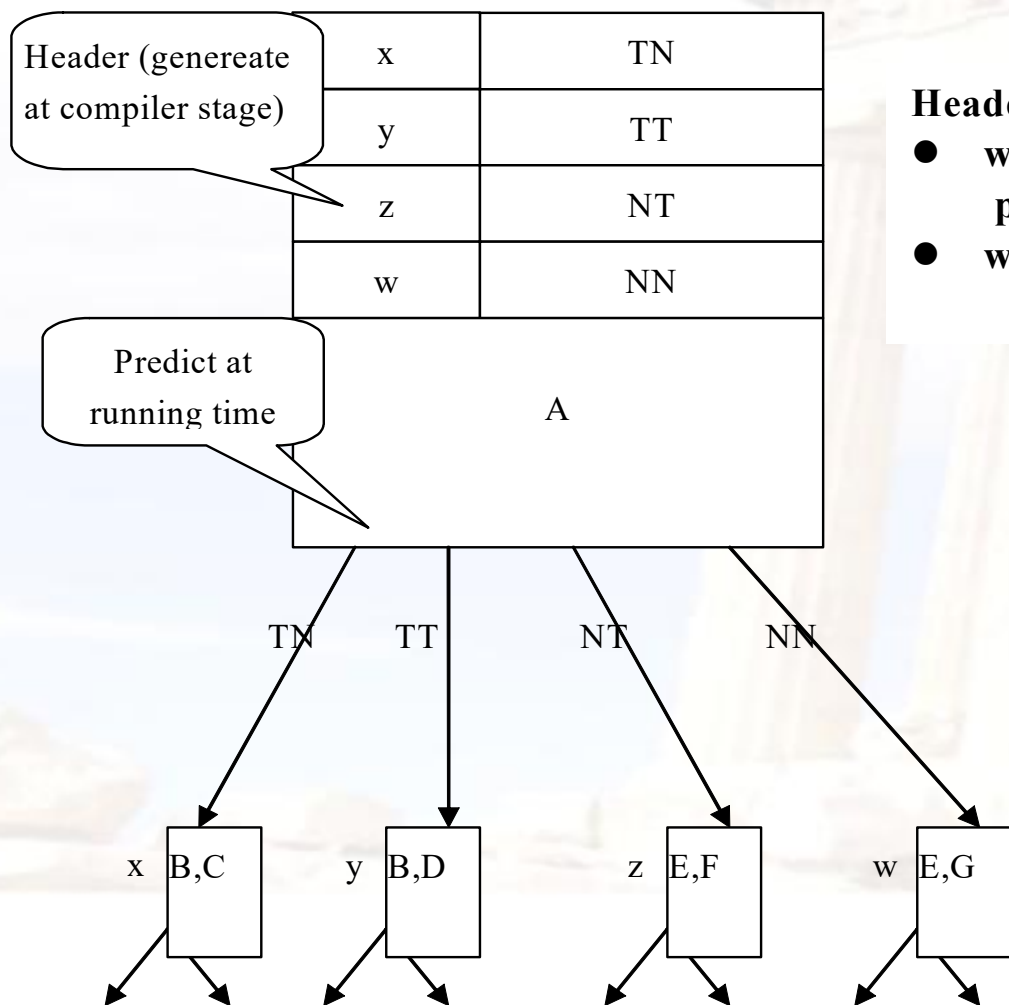 Header (genereate
at compiler stage)
x TN
y TT
z NT
w NN
Predict at
running time
A
TN TT NT NN
x B,C y B,D z E,F w E,G